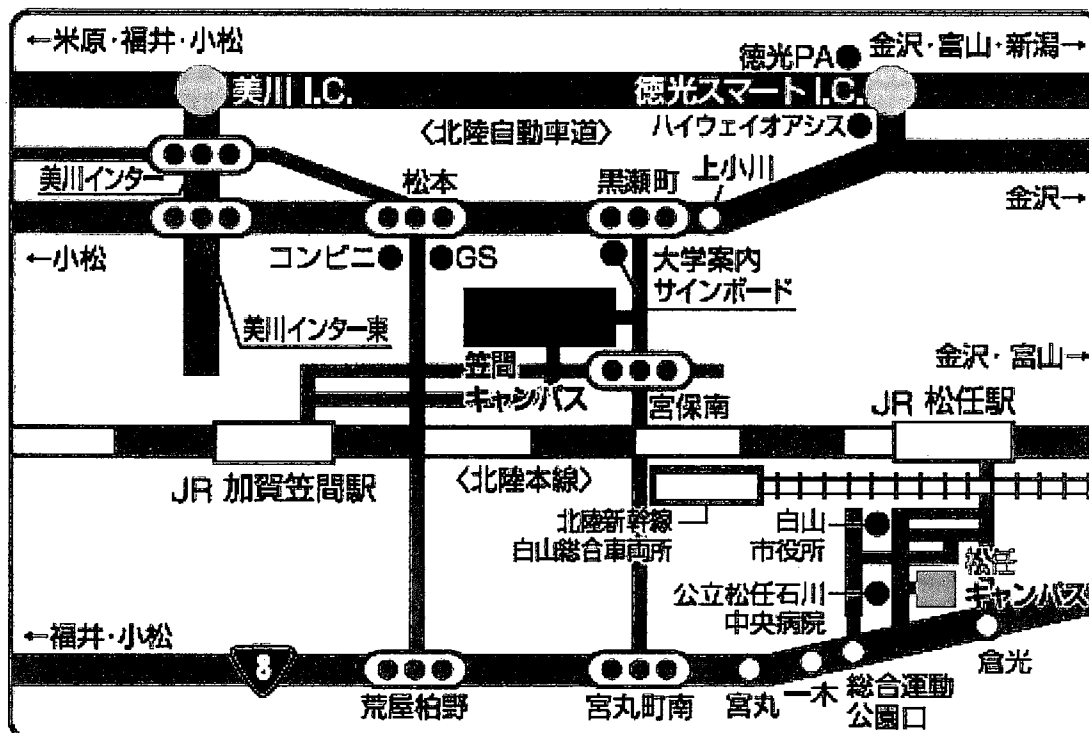 ←米原・福井・小松
徳光PA
金沢・富山・新潟→
美川 I.C.
徳光スマート I.C.
〈北陸自動車道〉
ハイウェイオアシス
美川インター
松本
黒瀬町
上小川
金沢→
←小松
コンビニ
GS
大学案内
サインボード
美川インター東
笠間
キャンパス
金沢・富山→
宮保南
JR 松任駅
JR 加賀笠間駅
〈北陸本線〉
北陸新幹線
白山総合車両所
白山
市役所
松任
キャンパス
公立松任石川
中央病院
←福井・小松
8
荒屋柏野
宮丸町南
宮丸
一木
総合運動
公園口
倉光